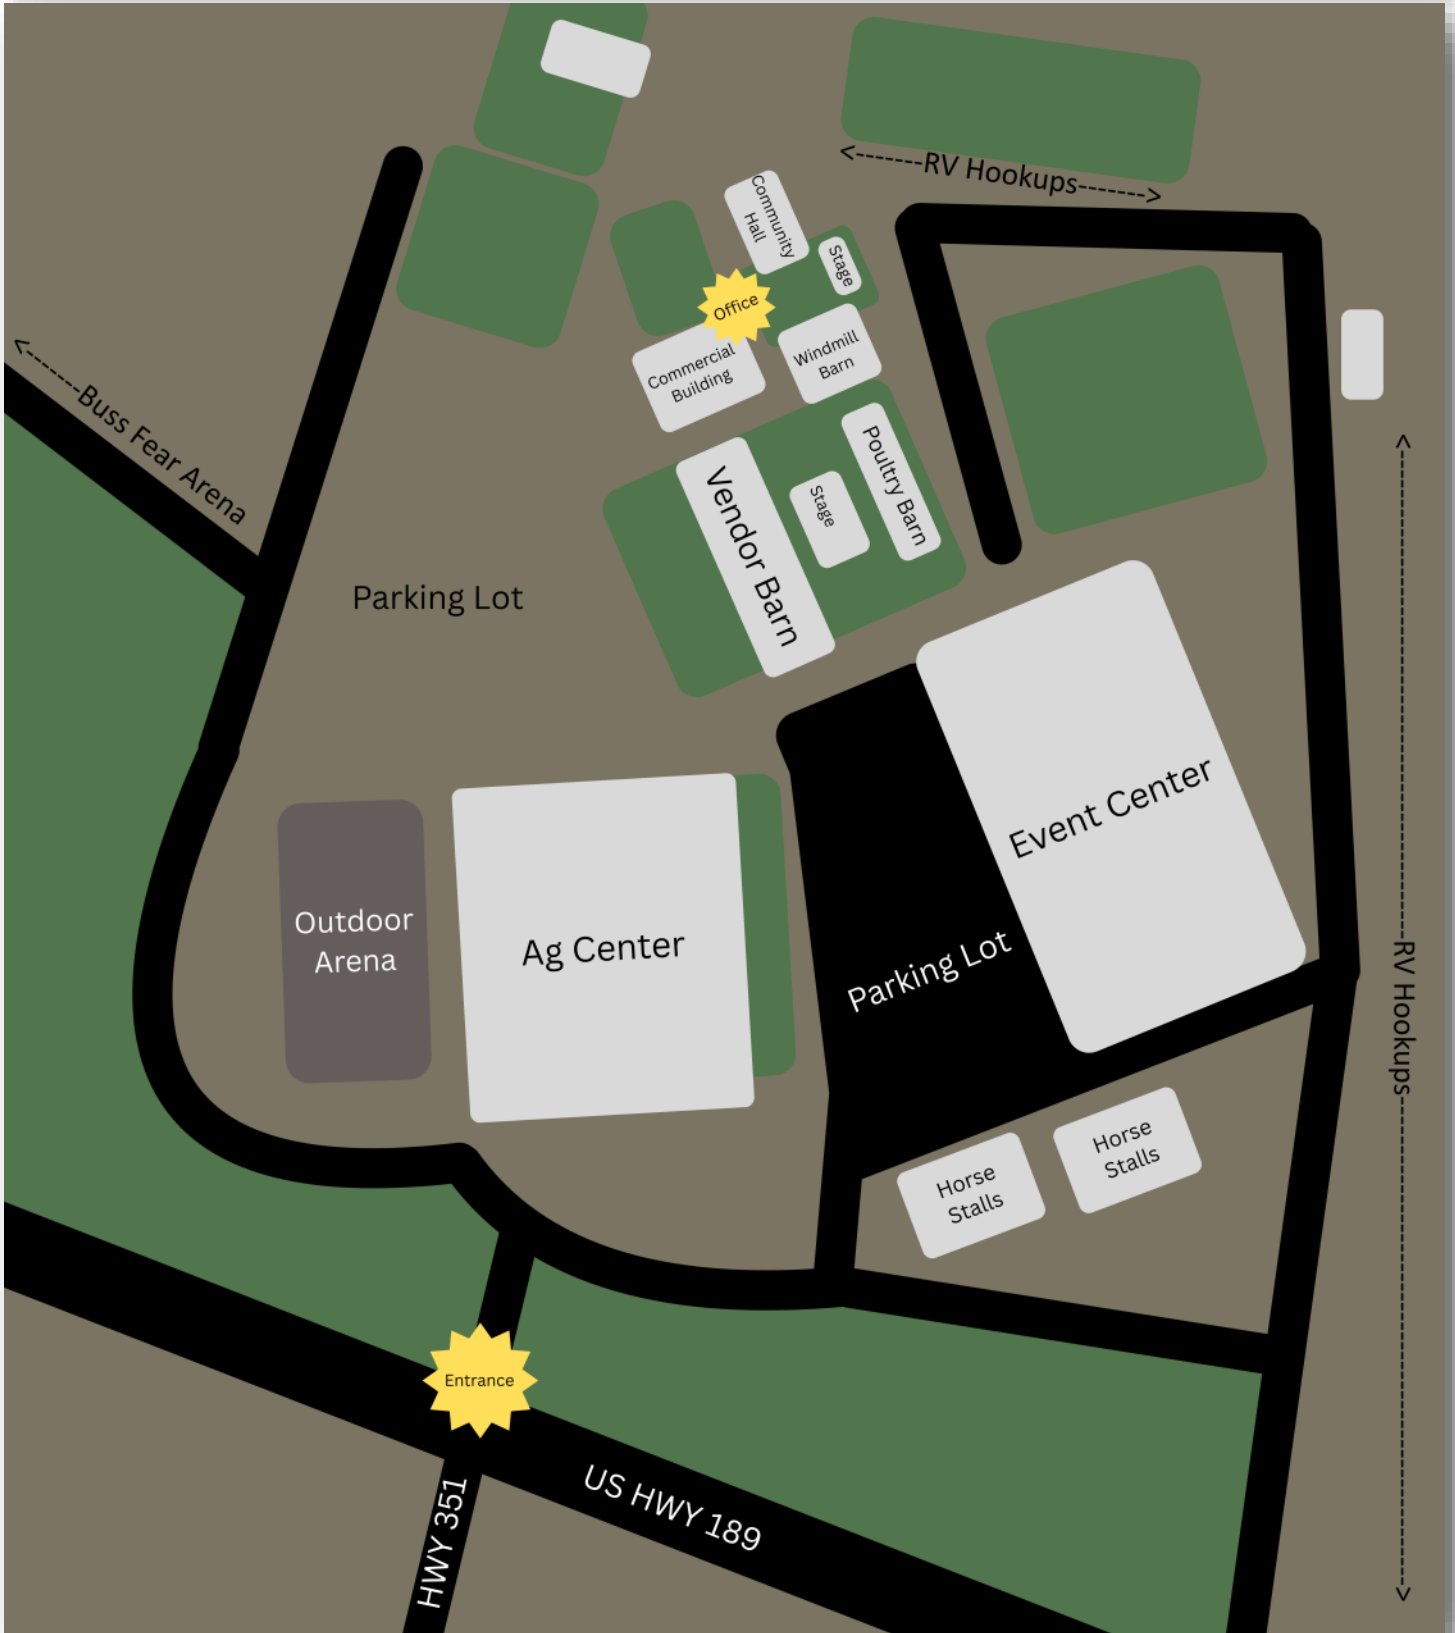 <-----RV Hookups----->
Community
Hall
Stage
Office
Windmill
Barn
Commercial
Building
<----Buss Fear Arena
Poultry Barn
Vendor Barn
Stage
Parking Lot
Event Center
Outdoor
Arena
Ag Center
Parking Lot
<-----RV Hookups----->
Horse
Stalls
Horse
Stalls
Entrance
US HWY 189
HWY 351